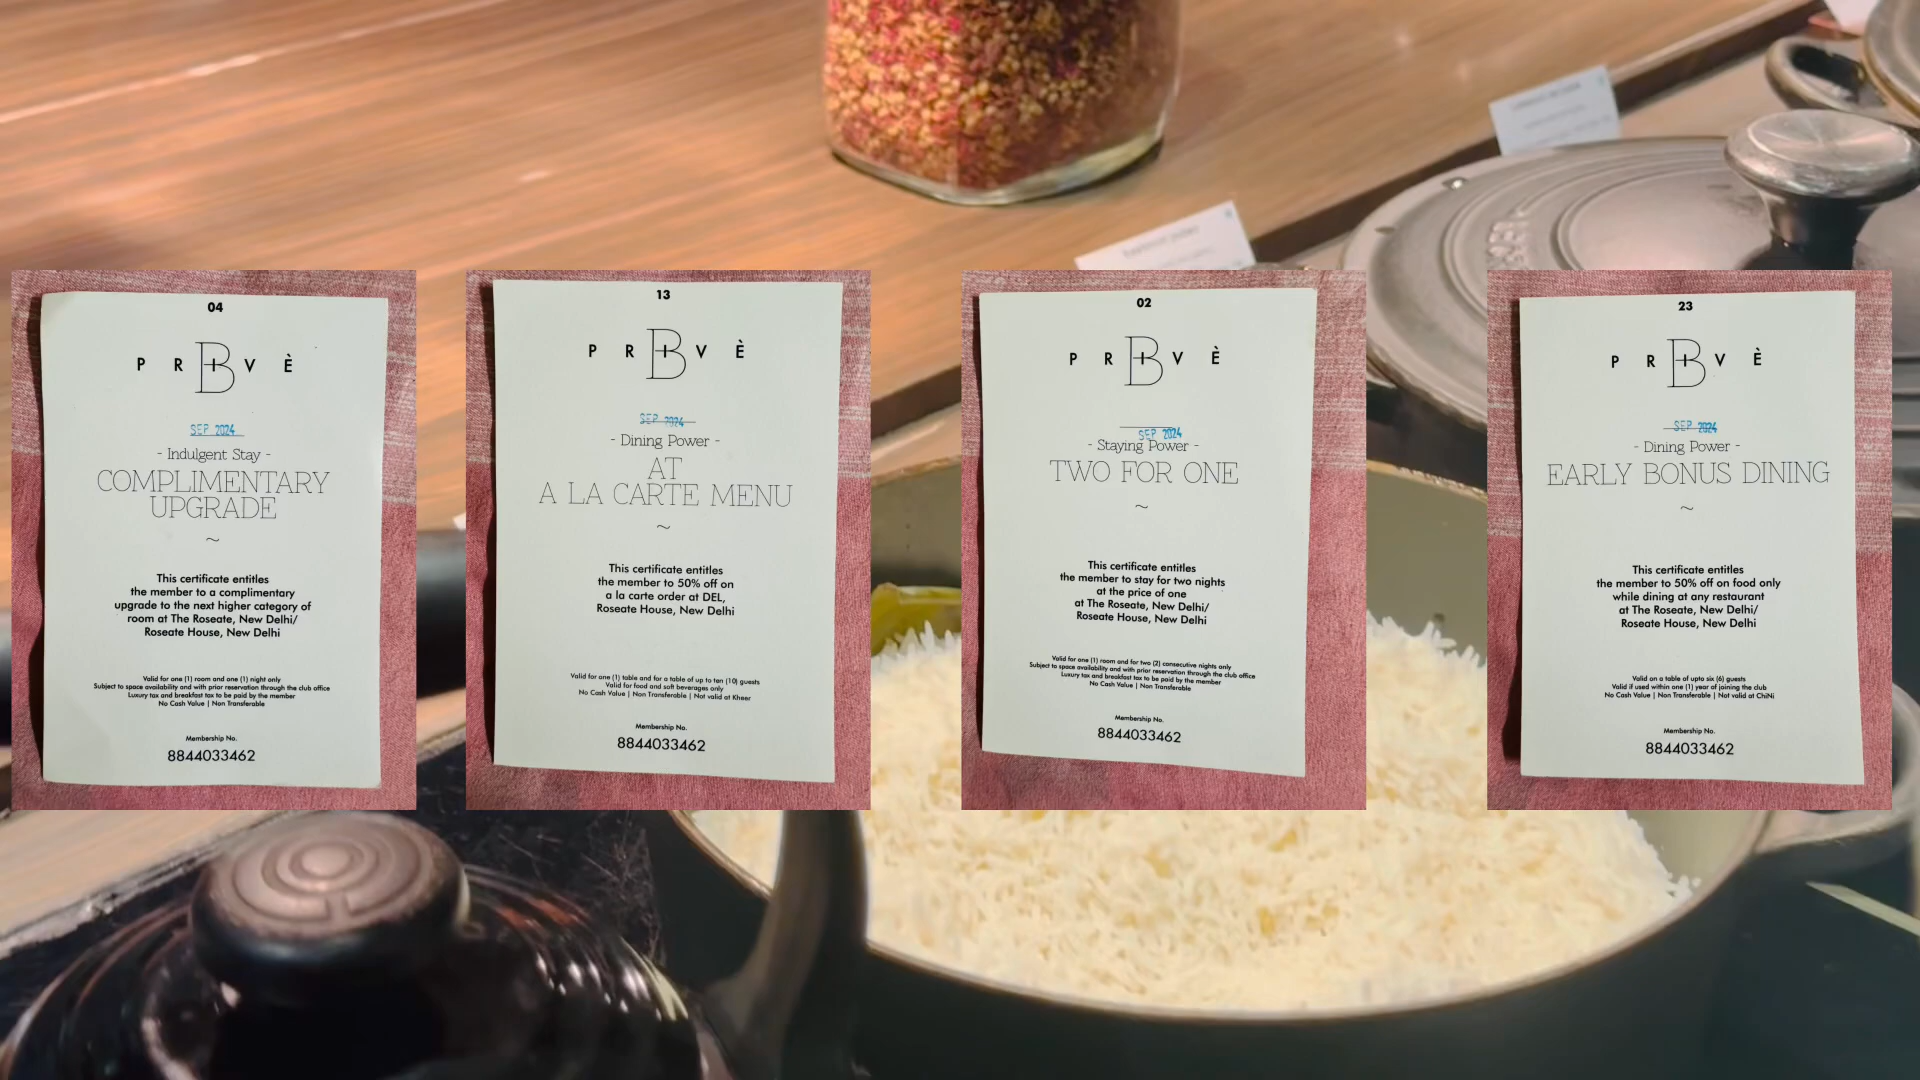 04
PRIVÈ
SEP 2024
- Indulgent Stay -
COMPLIMENTARY
UPGRADE
~
This certificate entitles
the member to a complimentary
upgrade to the next higher category of
room at The Roseate, New Delhi/
Roseate House, New Delhi
Valid for one (1) room and one (1) night only
Subject to space availability and with prior reservation through the club office
Luxury tax and breakfast tax to be paid by the member
No Cash Value | Non Transferable
Membership No.
8844033462
13
PRIVÈ
SEP 2024
- Dining Power -
AT
A LA CARTE MENU
~
This certificate entitles
the member to 50% off on
a la carte order at DEL,
Roseate House, New Delhi
Valid for one (1) table and for a table of up to ten (10) guests
Valid for food and soft beverages only
No Cash Value | Non Transferable | Not valid at Kheer
Membership No.
8844033462
02
PRIVÈ
SEP 2024
- Staying Power -
TWO FOR ONE
~
This certificate entitles
the member to stay for two nights
at the price of one
at The Roseate, New Delhi/
Roseate House, New Delhi
Valid for one (1) room and for two (2) consecutive nights only
Subject to space availability and with prior reservation through the club office
Luxury tax and breakfast tax to be paid by the member
No Cash Value | Non Transferable
Membership No.
8844033462
23
PRIVÈ
SEP 2024
- Dining Power -
EARLY BONUS DINING
~
This certificate entitles
the member to 50% off on food only
while dining at any restaurant
at The Roseate, New Delhi/
Roseate House, New Delhi
Valid on a table of upto six (6) guests
Valid if used within one (1) year of joining the club
No Cash Value | Non Transferable | Not valid at ChiNi
Membership No.
8844033462